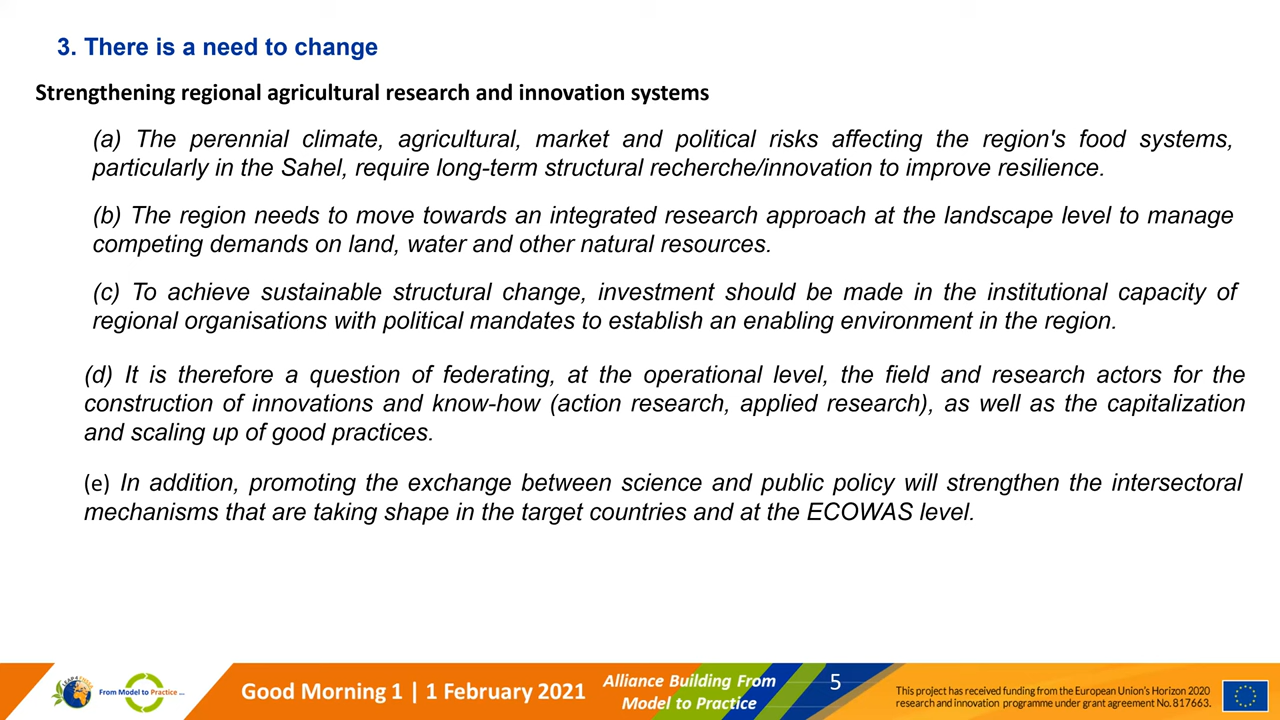 3. There is a need to change
Strengthening regional agricultural research and innovation systems
(a) The perennial climate, agricultural, market and political risks affecting the region's food systems,
particularly in the Sahel, require long-term structural recherche/innovation to improve resilience.
(b) The region needs to move towards an integrated research approach at the landscape level to manage
competing demands on land, water and other natural resources.
(c) To achieve sustainable structural change, investment should be made in the institutional capacity of
regional organisations with political mandates to establish an enabling environment in the region.
(d) It is therefore a question of federating, at the operational level, the field and research actors for the
construction of innovations and know-how (action research, applied research), as well as the capitalization
and scaling up of good practices.
(e) In addition, promoting the exchange between science and public policy will strengthen the intersectoral
mechanisms that are taking shape in the target countries and at the ECOWAS level.
From Model to Practice ...
Good Morning 1 | 1 February 2021
Alliance Building From
Model to Practice
5
This project has received funding from the European Union's Horizon 2020
research and innovation programme under grant agreement No. 817663.